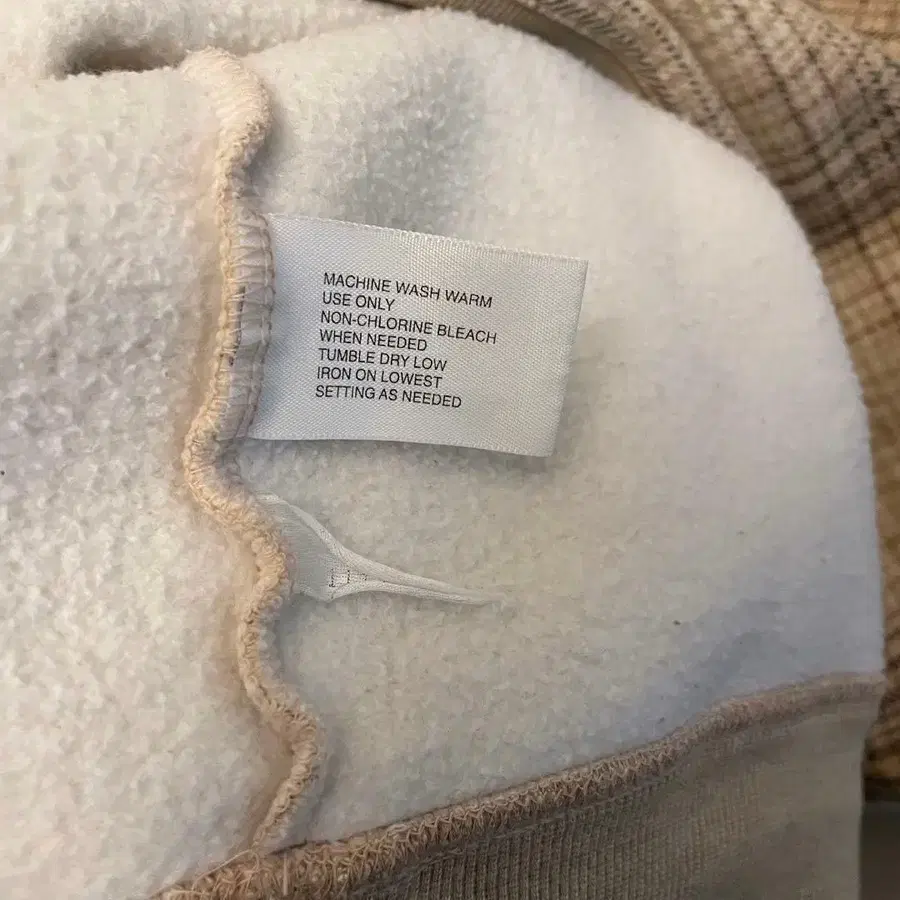 MACHINE WASH WARM
USE ONLY
NON-CHLORINE BLEACH
WHEN NEEDED
TUMBLE DRY LOW
IRON ON LOWEST
SETTING AS NEEDED